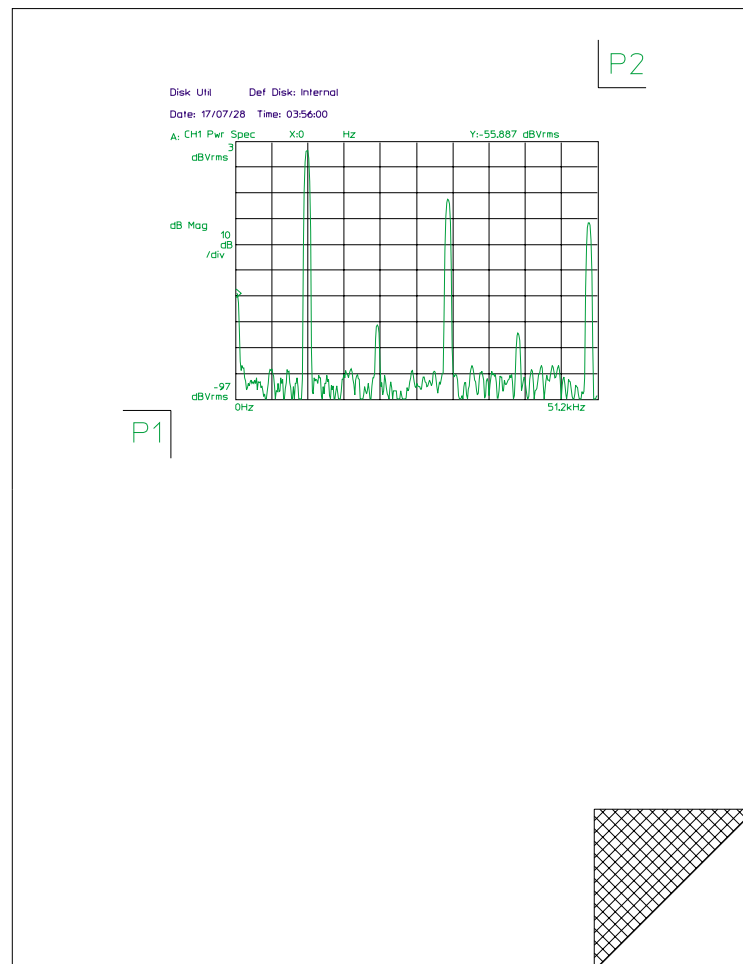 P2
Disk Util Def Disk: Internal
Date: 17/07/28 Time: 03:56:00
A: CH1 Pwr Spec X:0 Hz Y:-55.887 dBVrms
3
dBVrms
dB Mag
10
dB
/div
-97
dBVrms
0Hz 51.2kHz
P1